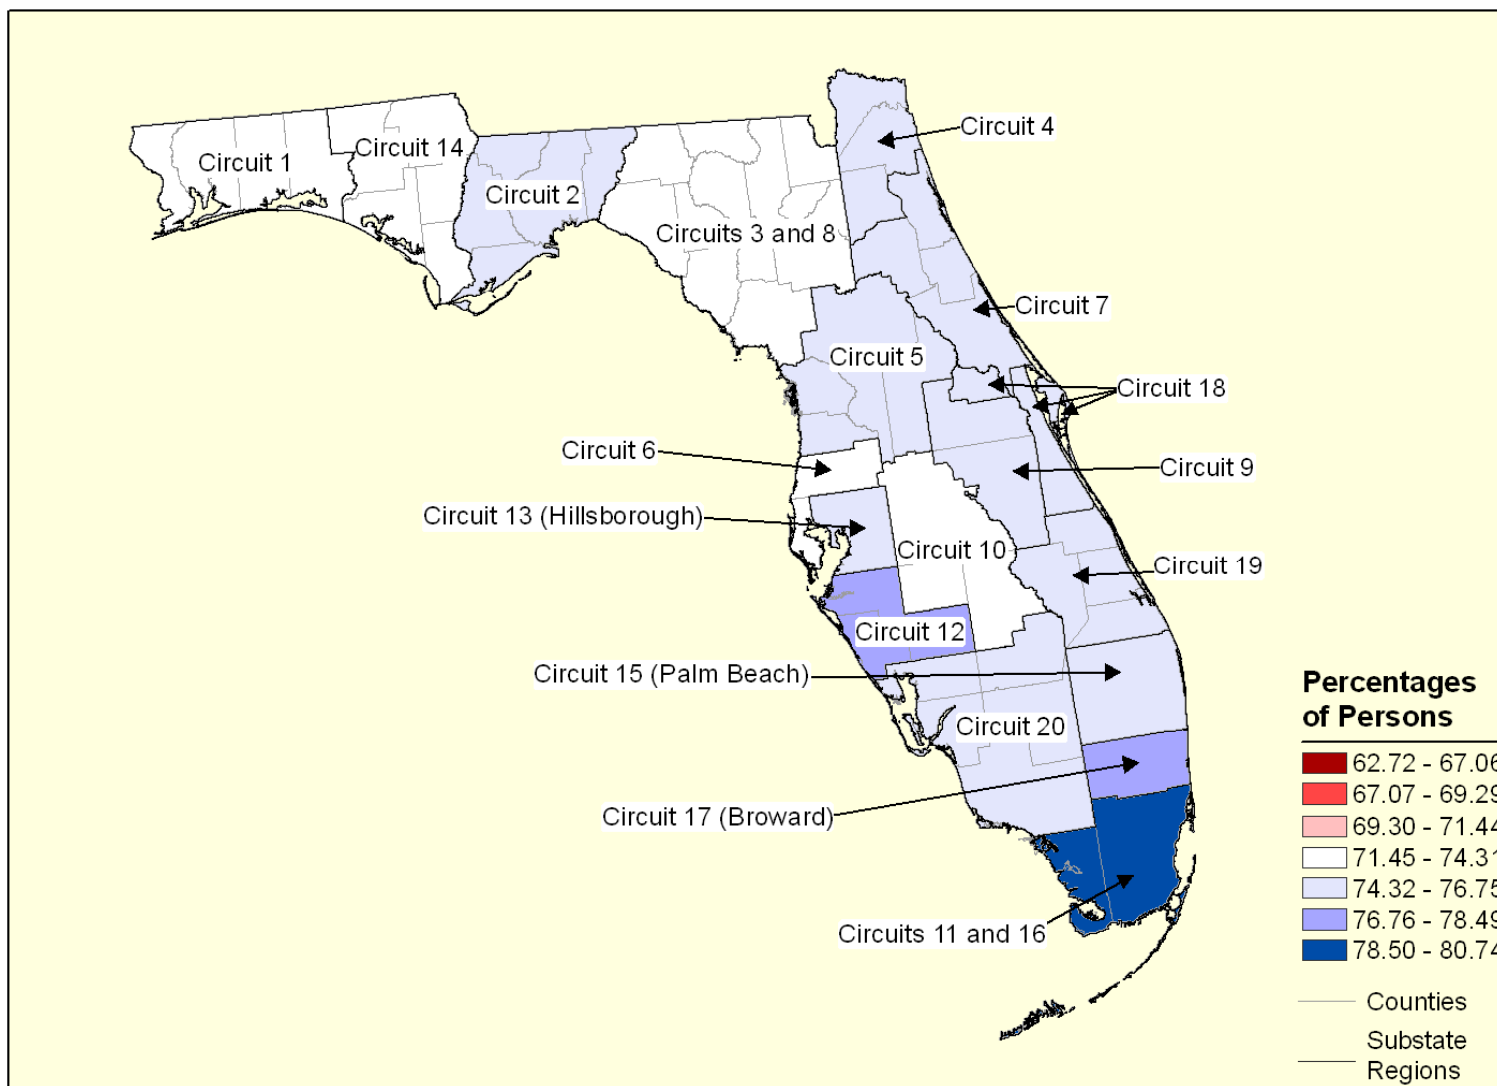 Circuit 4
Circuit 14
Circuit 1
Circuit 2
Circuits 3 and 8
Circuit 7
Circuit 5
Circuit 18
Circuit 6
Circuit 9
Circuit 13 (Hillsborough)
Circuit 10
Circuit 19
Circuit 12
Circuit 15 (Palm Beach)
Circuit 20
Circuit 17 (Broward)
Circuits 11 and 16
Percentages
of Persons
62.72 - 67.06
67.07 - 69.29
69.30 - 71.44
71.45 - 74.31
74.32 - 76.75
76.76 - 78.49
78.50 - 80.74
Counties
Substate
Regions